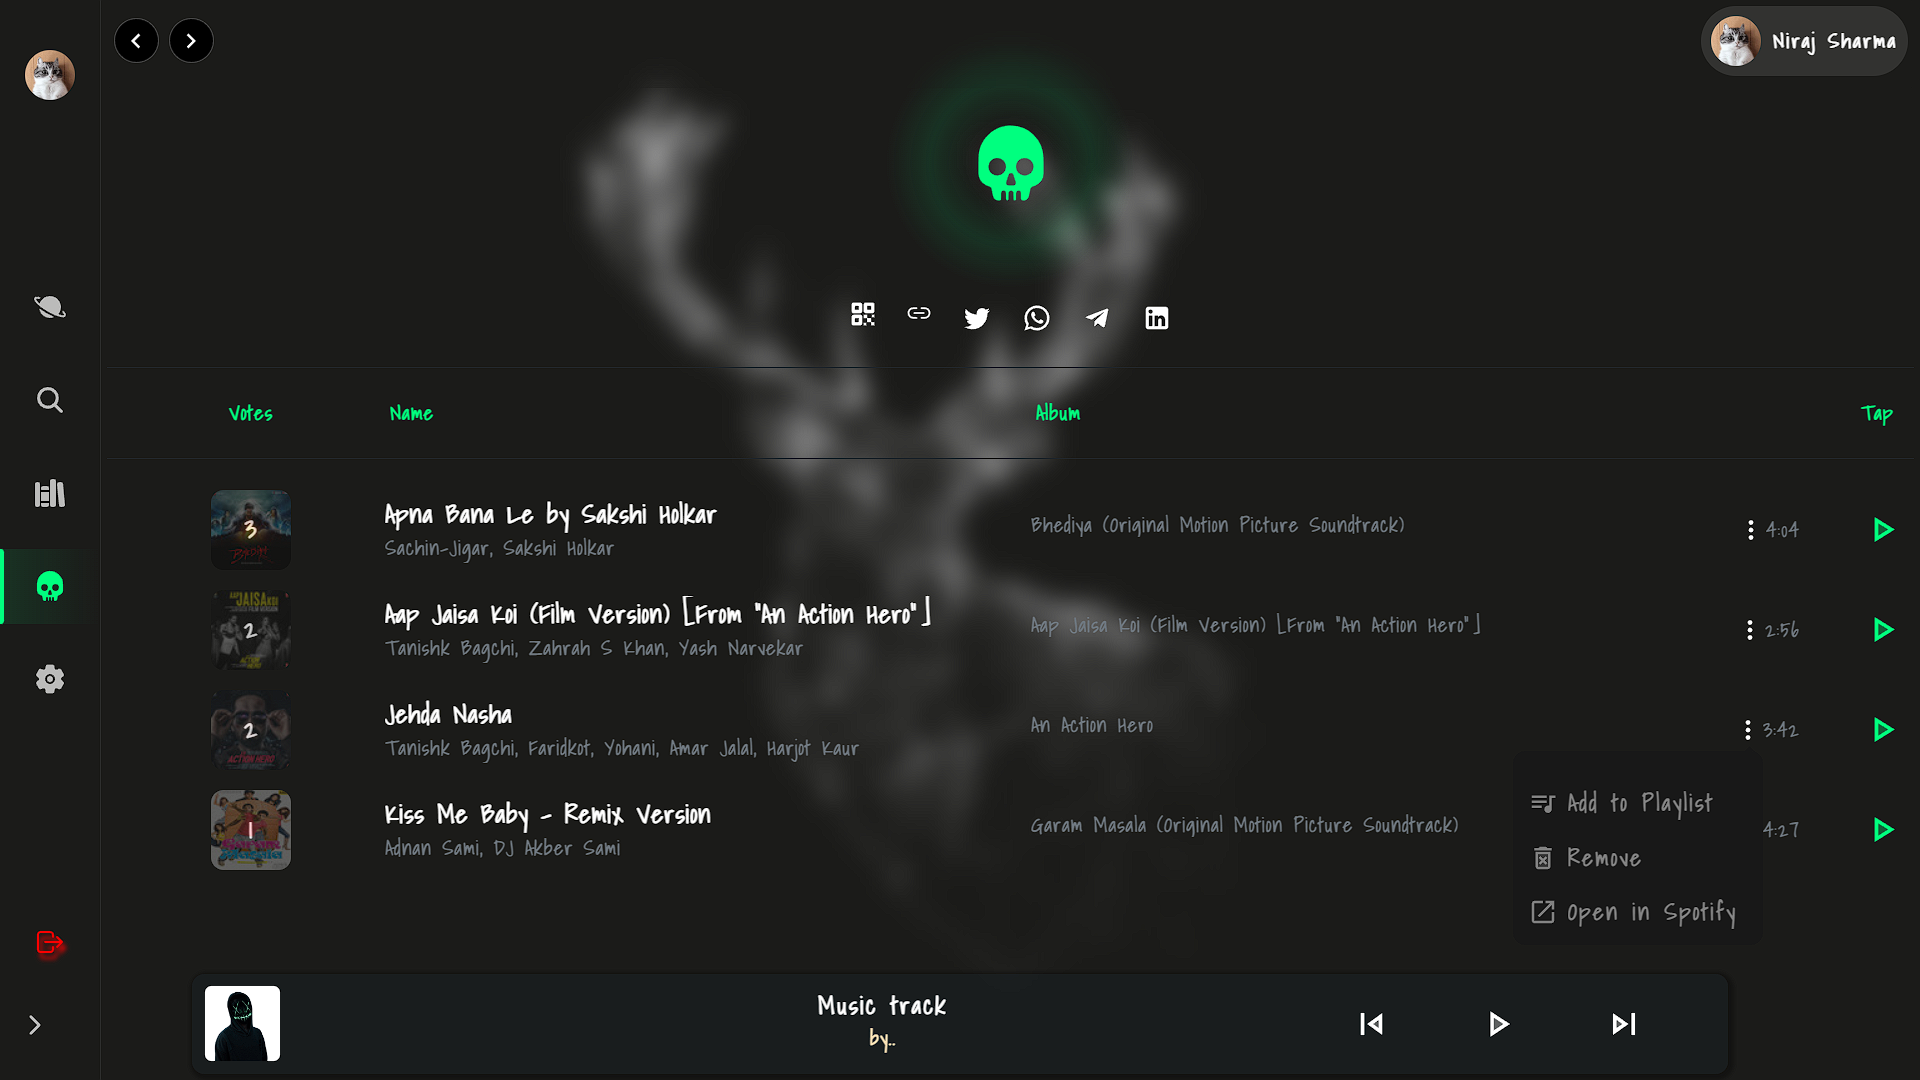 Niraj Sharma
Votes Name Album Tap
3 Apna Bana Le by Sakshi Holkar
Sachin-Jigar, Sakshi Holkar
Bhediya (Original Motion Picture Soundtrack) 4:04
2 Aap Jaisa Koi (Film Version) [From "An Action Hero"]
Tanishk Bagchi, Zahrah S Khan, Yash Narvekar
Aap Jaisa Koi (Film Version) [From "An Action Hero"] 2:56
2 Jehda Nasha
Tanishk Bagchi, Faridkot, Yohani, Amar Jalal, Harjot Kaur
An Action Hero 3:42
1 Kiss Me Baby - Remix Version
Adnan Sami, DJ Akber Sami
Garam Masala (Original Motion Picture Soundtrack) 4:27
Add to Playlist
Remove
Open in Spotify
Music track
by..